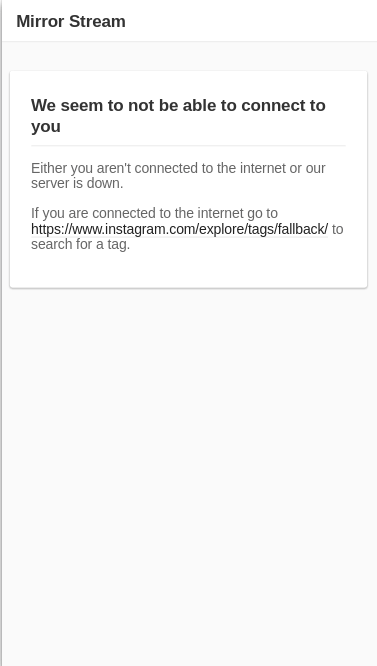 Mirror Stream
We seem to not be able to connect to
you
Either you aren't connected to the internet or our
server is down.
If you are connected to the internet go to
https://www.instagram.com/explore/tags/fallback/ to
search for a tag.